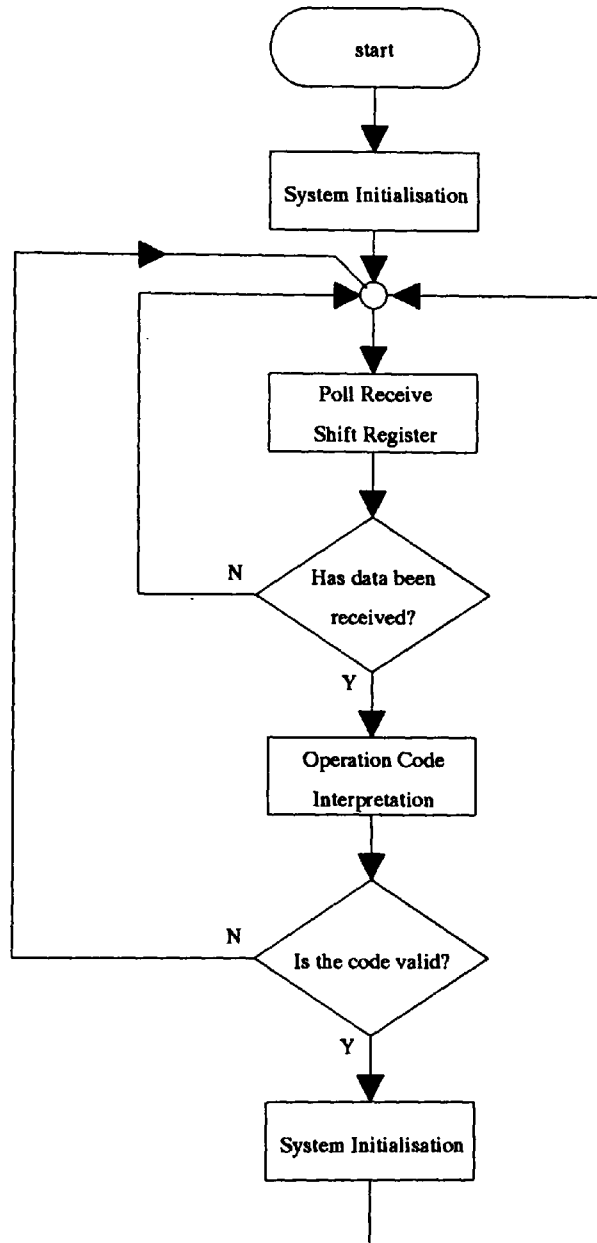 start
System Initialisation
Poll Receive
Shift Register
Has data been
received?
N
Y
Operation Code
Interpretation
Is the code valid?
N
Y
System Initialisation